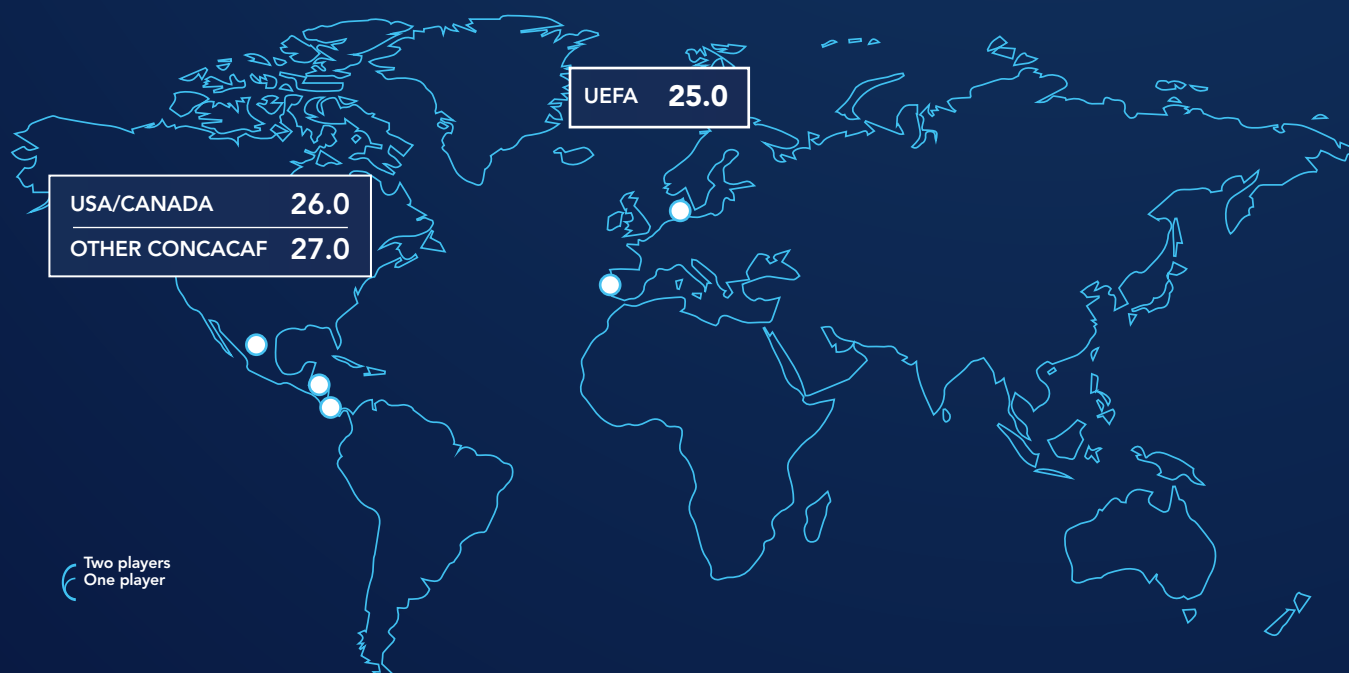 UEFA 25.0
USA/CANADA 26.0
OTHER CONCACAF 27.0
Two players
One player